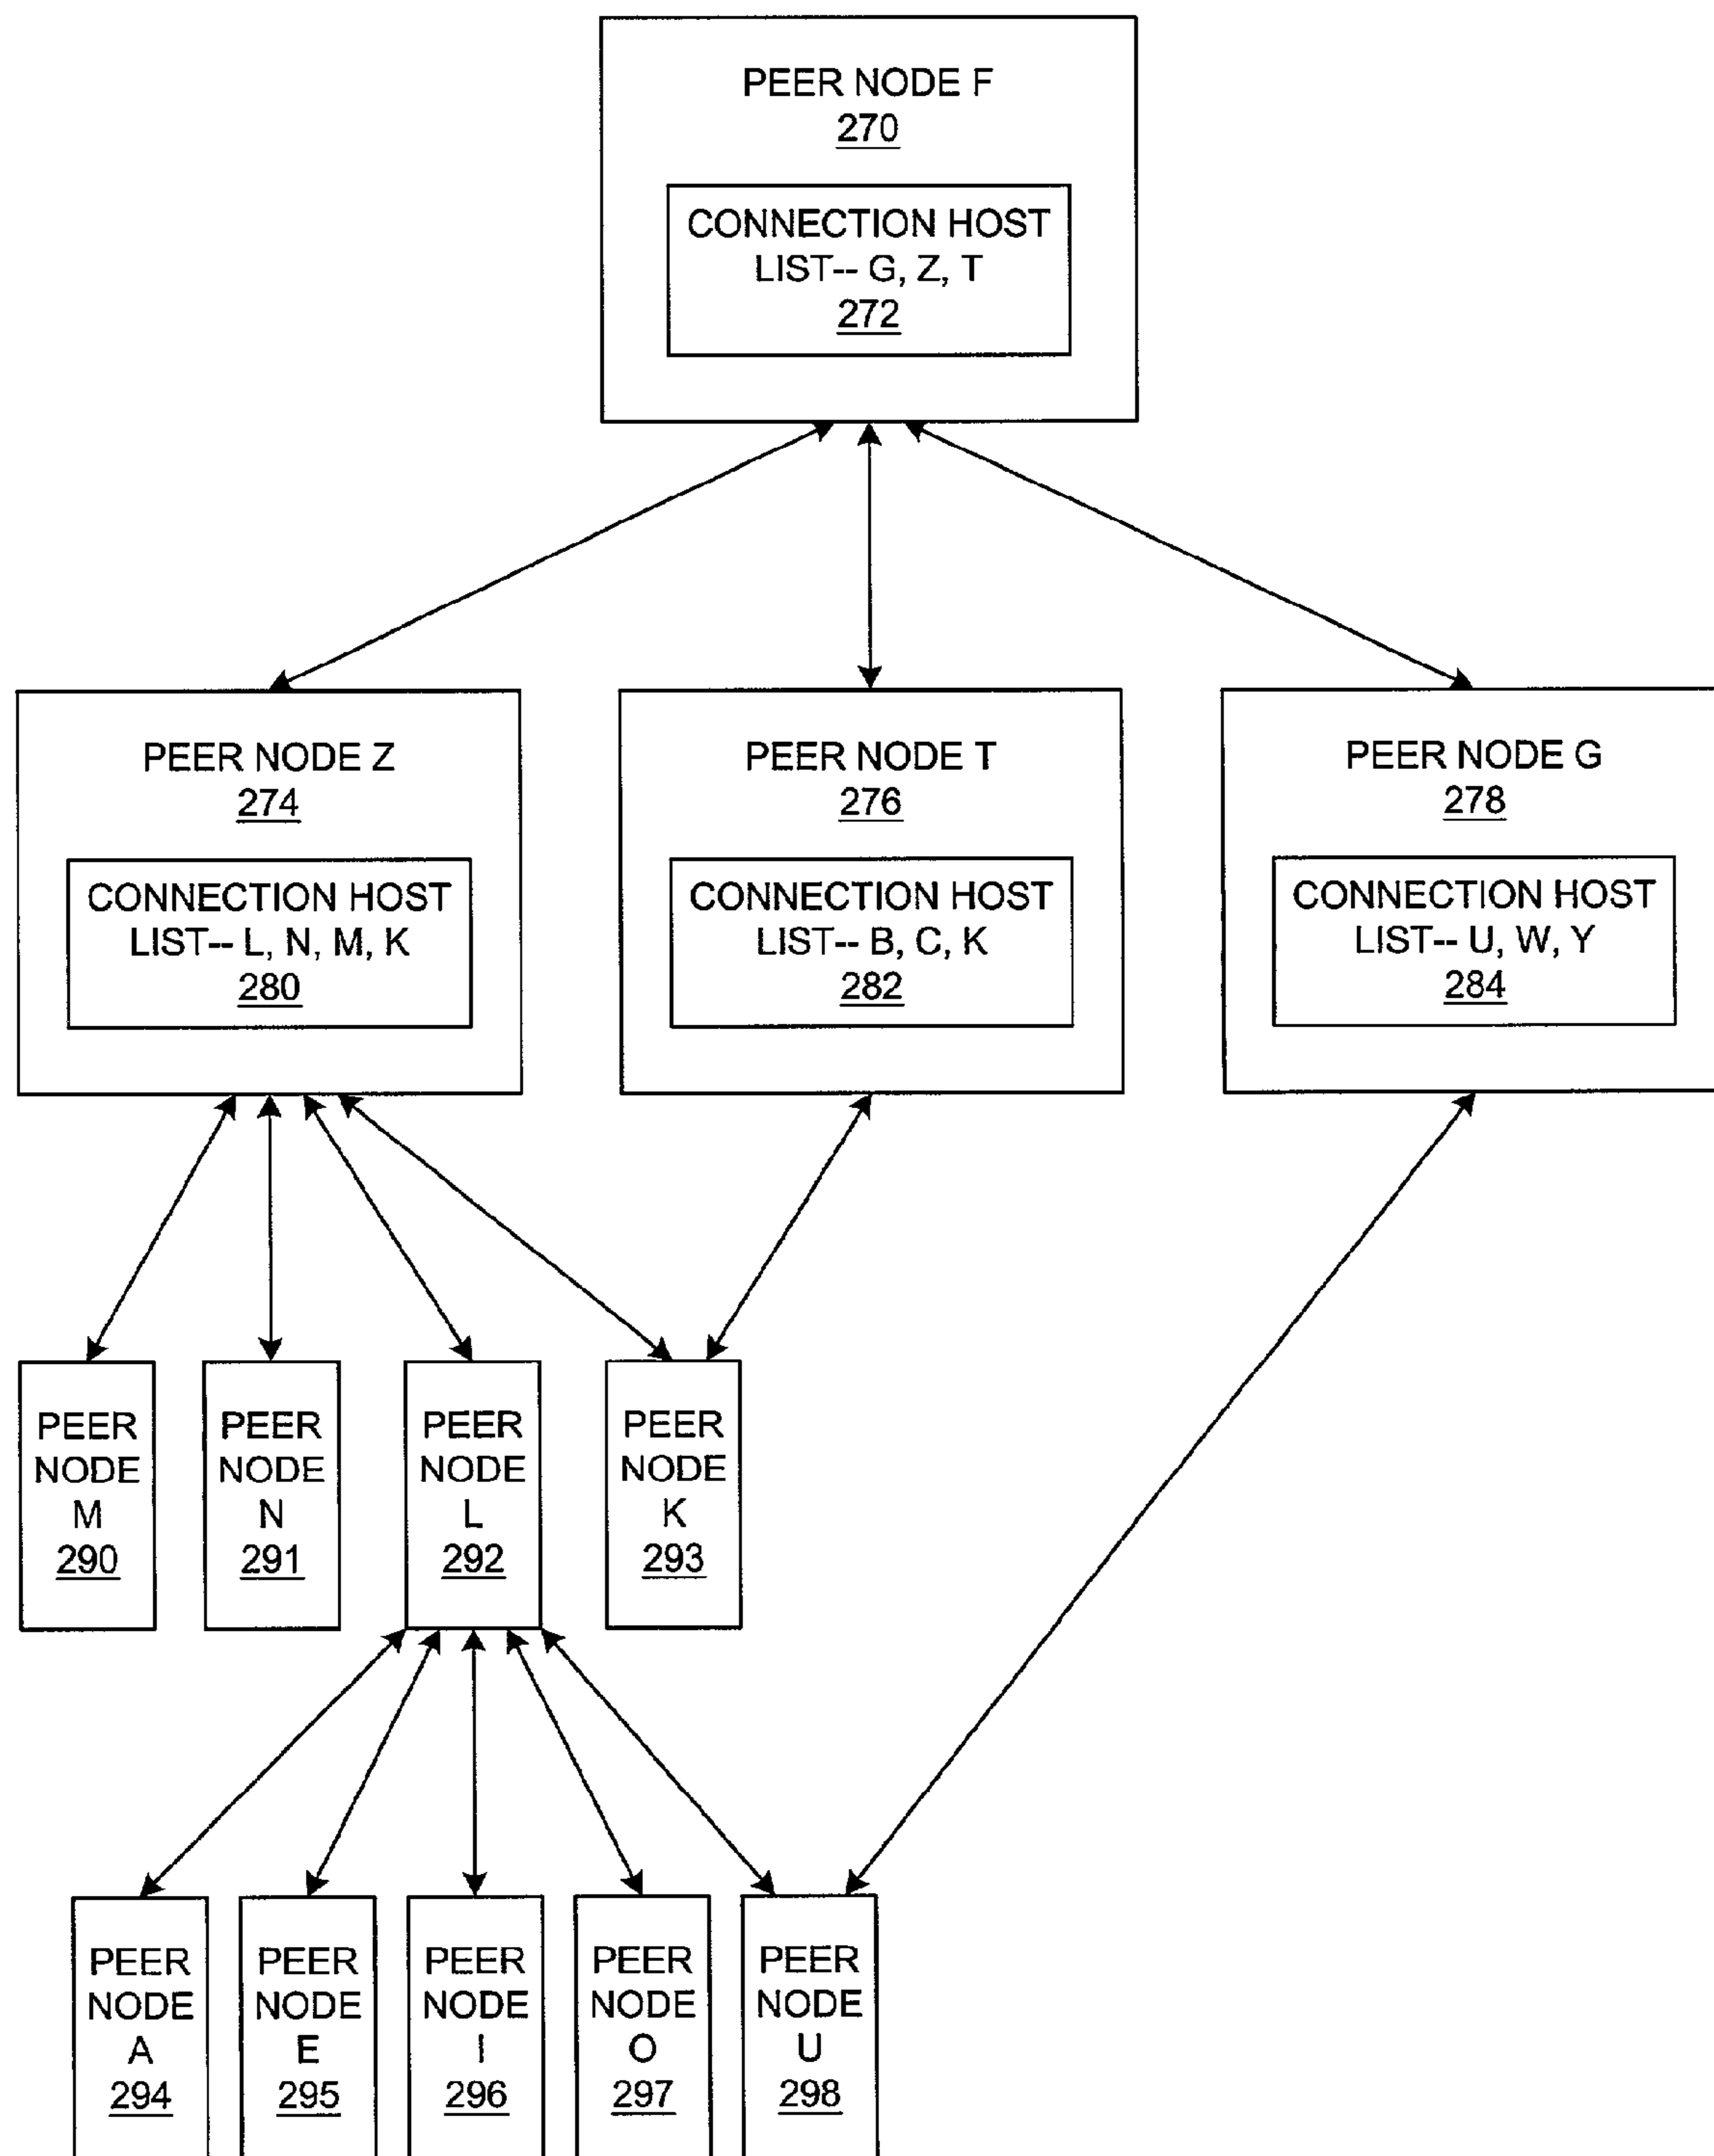 PEER NODE F
270
CONNECTION HOST
LIST-- G, Z, T
272
PEER NODE Z
274
CONNECTION HOST
LIST-- L, N, M, K
280
PEER NODE T
276
CONNECTION HOST
LIST-- B, C, K
282
PEER NODE G
278
CONNECTION HOST
LIST-- U, W, Y
284
PEER
NODE
M
290
PEER
NODE
N
291
PEER
NODE
L
292
PEER
NODE
K
293
PEER
NODE
A
294
PEER
NODE
E
295
PEER
NODE
I
296
PEER
NODE
O
297
PEER
NODE
U
298